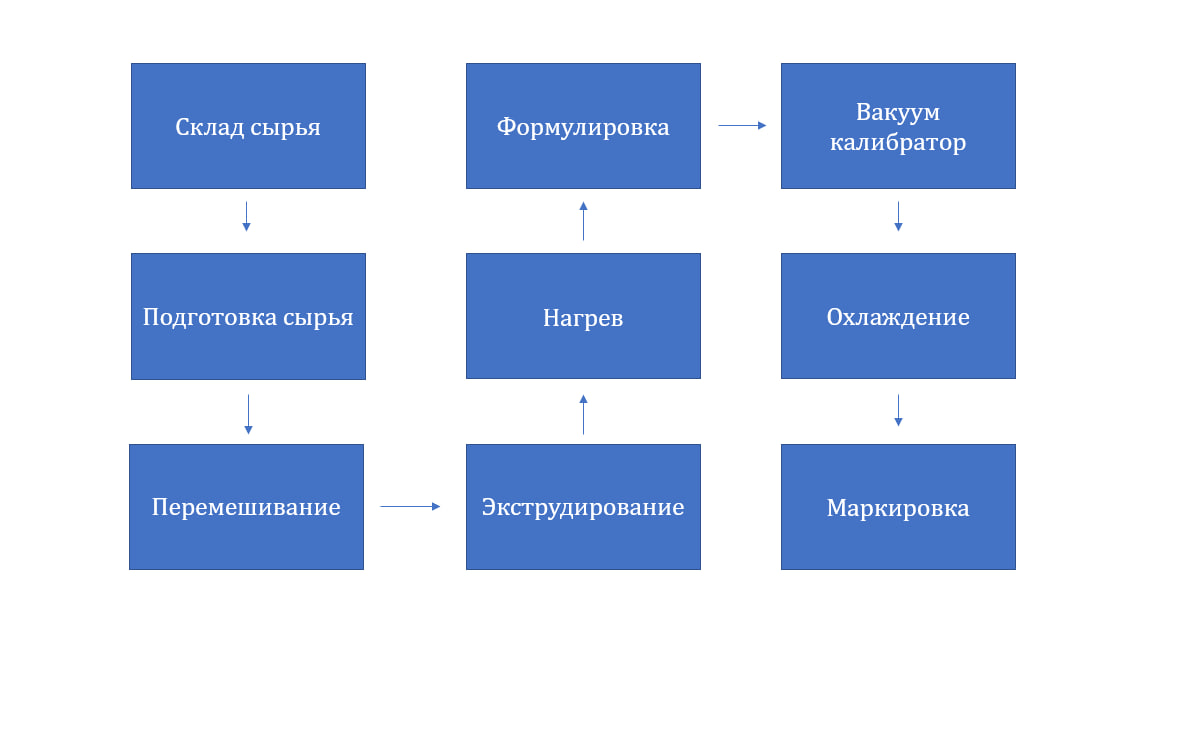 Склад сырья
Формулировка
Вакуум
калибратор
Подготовка сырья
Нагрев
Охлаждение
Перемешивание
Экструдирование
Маркировка